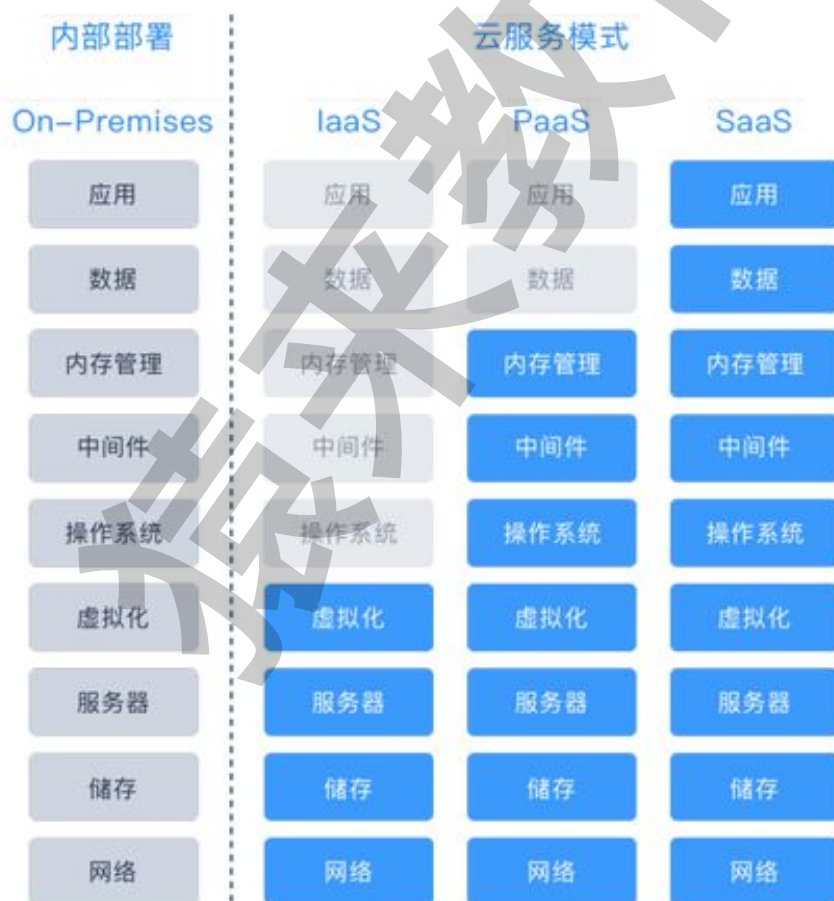 内部部署 云服务模式
On-Premises IaaS PaaS SaaS
应用 应用 应用 应用
数据 数据 数据 数据
内存管理 内存管理 内存管理 内存管理
中间件 中间件 中间件 中间件
操作系统 操作系统 操作系统 操作系统
虚拟化 虚拟化 虚拟化 虚拟化
服务器 服务器 服务器 服务器
储存 储存 储存 储存
网络 网络 网络 网络
猿来教